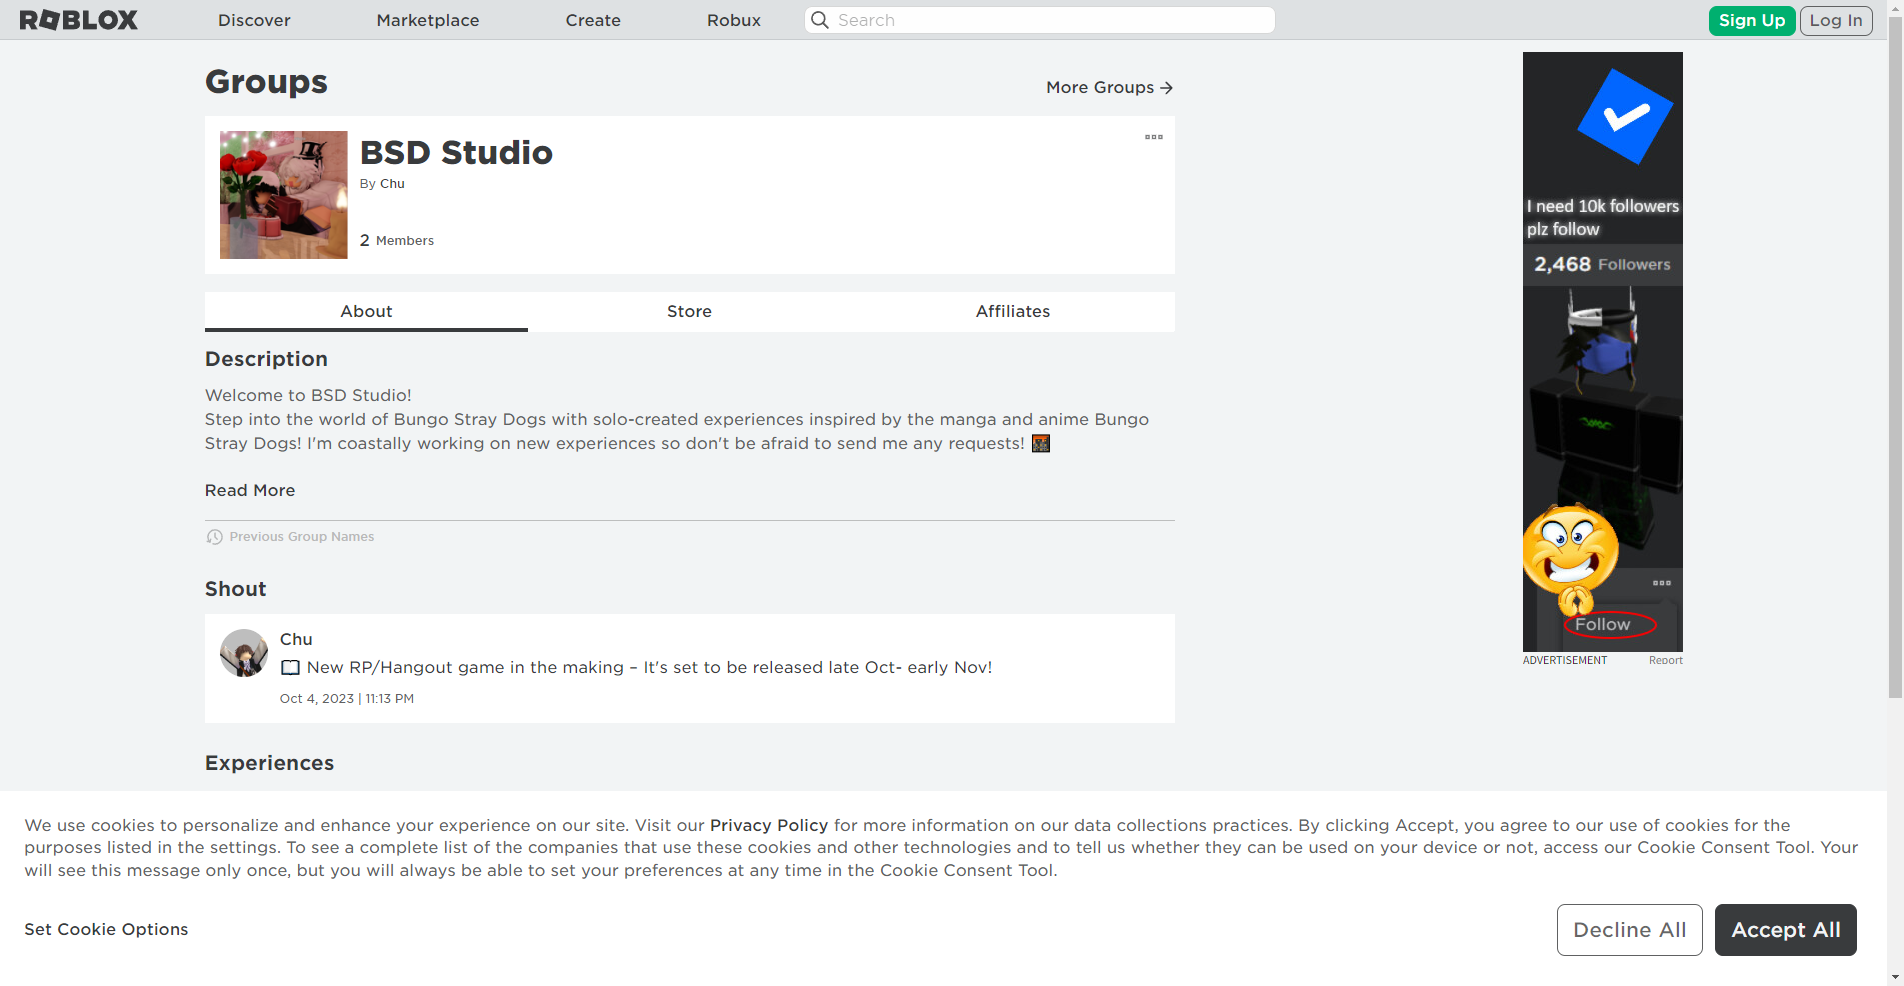 ROBLOX
Discover
Marketplace
Create
Robux
Search
Sign Up
Log In
Groups
More Groups →
BSD Studio
By Chu
2 Members
About
Store
Affiliates
Description
Welcome to BSD Studio!
Step into the world of Bungo Stray Dogs with solo-created experiences inspired by the manga and anime Bungo
Stray Dogs! I'm coastally working on new experiences so don't be afraid to send me any requests!
Read More
Previous Group Names
Shout
Chu
New RP/Hangout game in the making – It's set to be released late Oct- early Nov!
Oct 4, 2023 | 11:13 PM
Experiences
I need 10k followers
plz follow
2,468 Followers
Follow
ADVERTISEMENT
Report
We use cookies to personalize and enhance your experience on our site. Visit our Privacy Policy for more information on our data collections practices. By clicking Accept, you agree to our use of cookies for the
purposes listed in the settings. To see a complete list of the companies that use these cookies and other technologies and to tell us whether they can be used on your device or not, access our Cookie Consent Tool. Your
will see this message only once, but you will always be able to set your preferences at any time in the Cookie Consent Tool.
Set Cookie Options
Decline All
Accept All